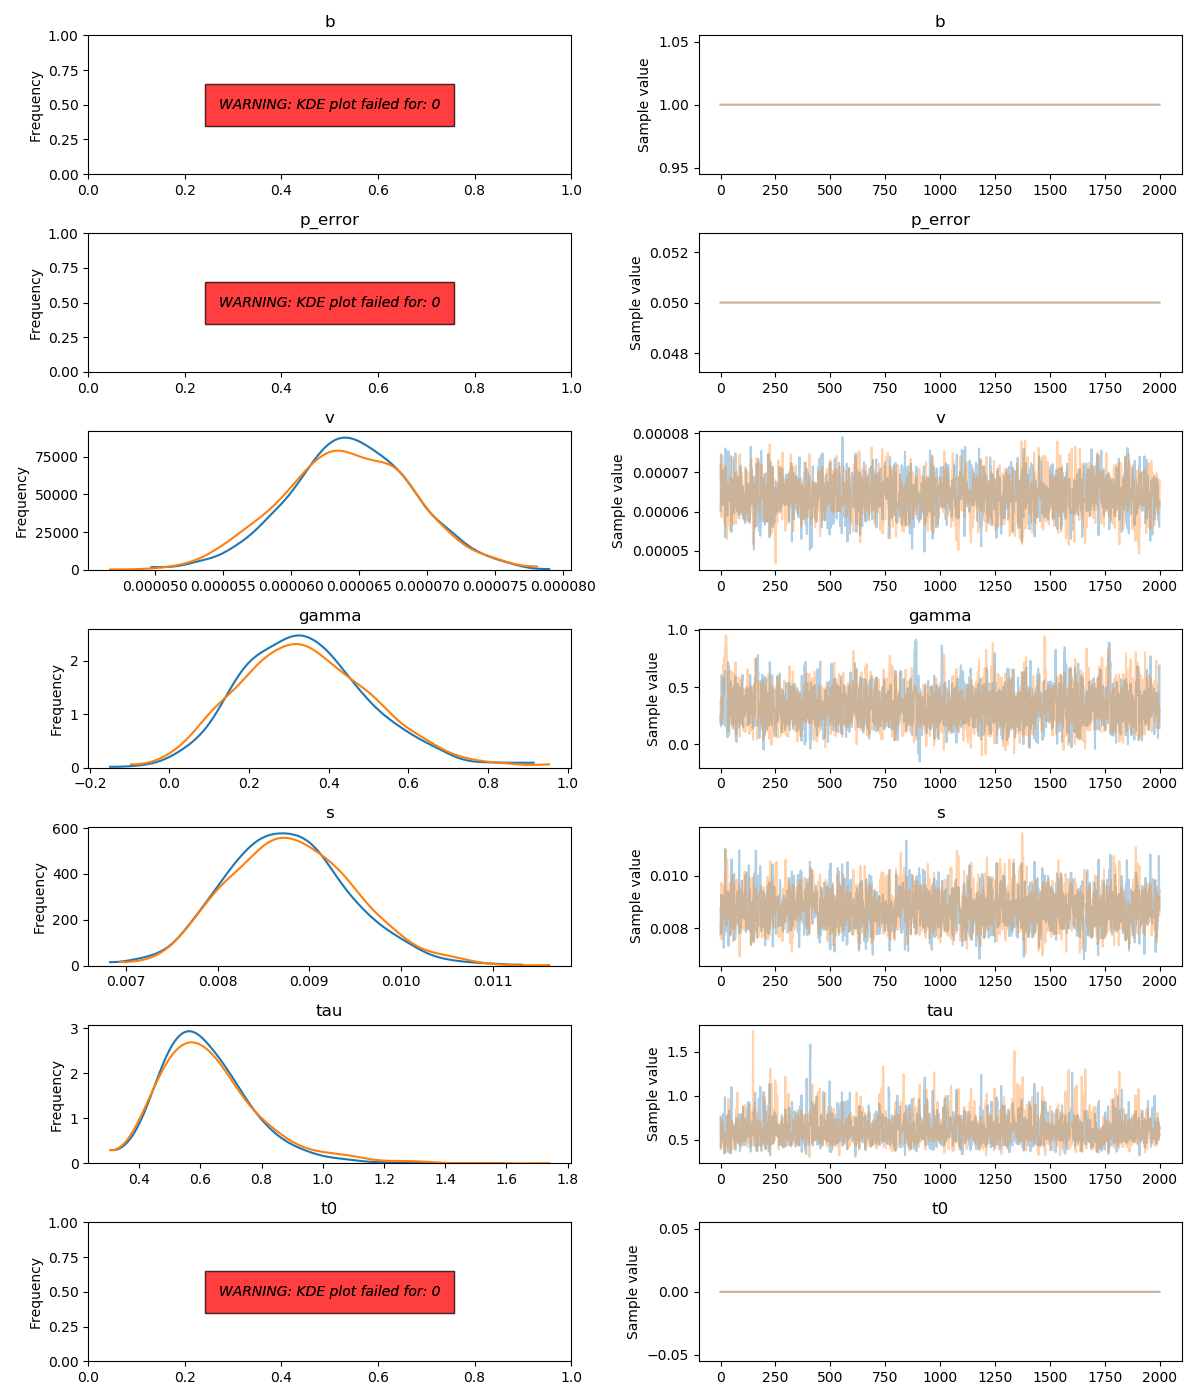 b
1.00
0.75
0.50
0.25
0.00
Frequency
WARNING: KDE plot failed for: 0
0.0 0.2 0.4 0.6 0.8 1.0
b
1.05
1.00
0.95
Sample value
0 250 500 750 1000 1250 1500 1750 2000
p_error
1.00
0.75
0.50
0.25
0.00
Frequency
WARNING: KDE plot failed for: 0
0.0 0.2 0.4 0.6 0.8 1.0
p_error
0.052
0.050
0.048
Sample value
0 250 500 750 1000 1250 1500 1750 2000
v
75000
50000
25000
0
Frequency
0.000050 0.000055 0.000060 0.000065 0.000070 0.000075 0.000080
v
0.00008
0.00007
0.00006
0.00005
Sample value
0 250 500 750 1000 1250 1500 1750 2000
gamma
2
1
0
Frequency
−0.2 0.0 0.2 0.4 0.6 0.8 1.0
gamma
1.0
0.5
0.0
Sample value
0 250 500 750 1000 1250 1500 1750 2000
s
600
400
200
0
Frequency
0.007 0.008 0.009 0.010 0.011
s
0.010
0.008
Sample value
0 250 500 750 1000 1250 1500 1750 2000
tau
3
2
1
0
Frequency
0.4 0.6 0.8 1.0 1.2 1.4 1.6 1.8
tau
1.5
1.0
0.5
Sample value
0 250 500 750 1000 1250 1500 1750 2000
t0
1.00
0.75
0.50
0.25
0.00
Frequency
WARNING: KDE plot failed for: 0
0.0 0.2 0.4 0.6 0.8 1.0
t0
0.05
0.00
−0.05
Sample value
0 250 500 750 1000 1250 1500 1750 2000